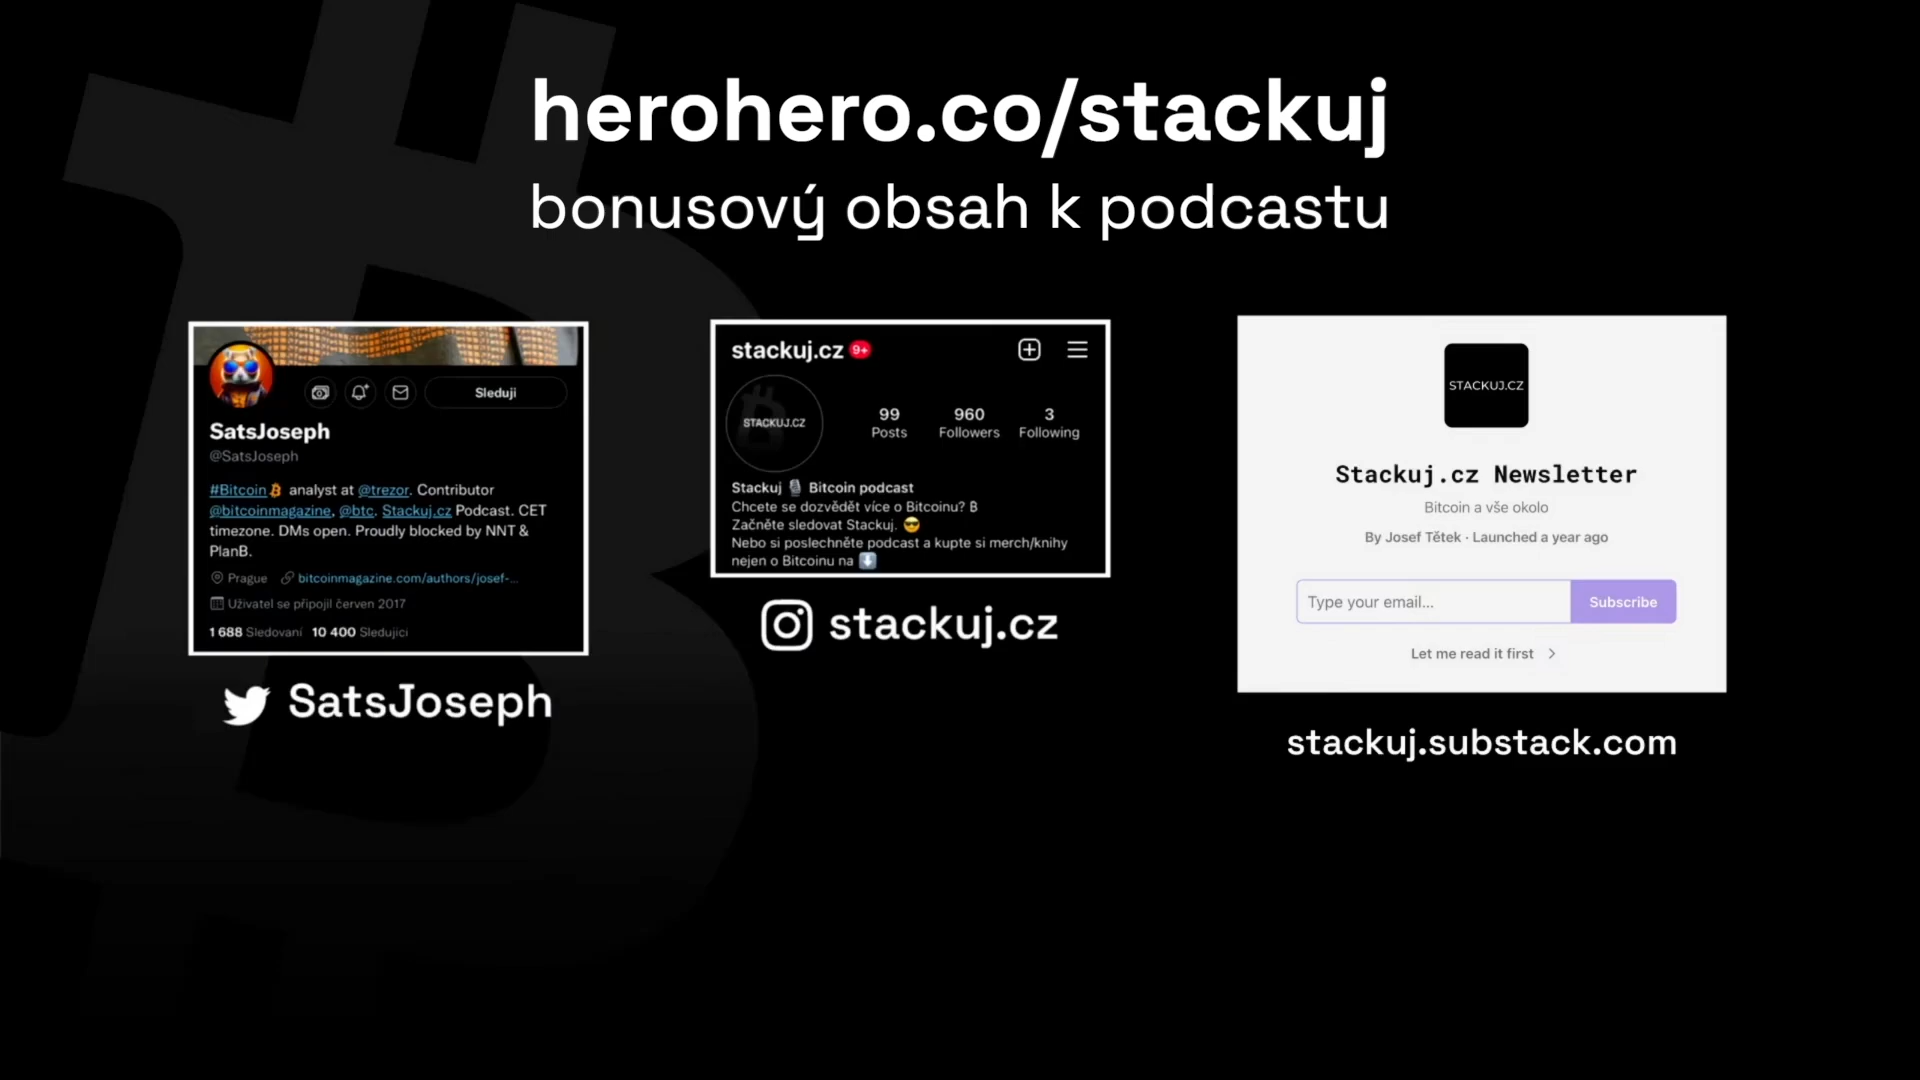 herohero.co/stackuj
bonusový obsah k podcastu
Sleduji
SatsJoseph
@SatsJoseph
#Bitcoin analyst at @trezor. Contributor
@bitcoinmagazine, @btc. Stackuj.cz Podcast. CET
timezone. DMs open. Proudly blocked by NNT &
PlanB.
Prague bitcoinmagazine.com/authors/josef-...
Uživatel se připojil červen 2017
1 688 Sledovaní 10 400 Sledující
SatsJoseph
stackuj.cz 9+
STACKUJ.CZ
99 960 3
Posts Followers Following
Stackuj 🎙 Bitcoin podcast
Chcete se dozvědět více o Bitcoinu? ₿
Začněte sledovat Stackuj. 😎
Nebo si poslechněte podcast a kupte si merch/knihy
nejen o Bitcoinu na ⬇️
stackuj.cz
STACKUJ.CZ
Stackuj.cz Newsletter
Bitcoin a vše okolo
By Josef Tětek · Launched a year ago
Type your email... Subscribe
Let me read it first >
stackuj.substack.com